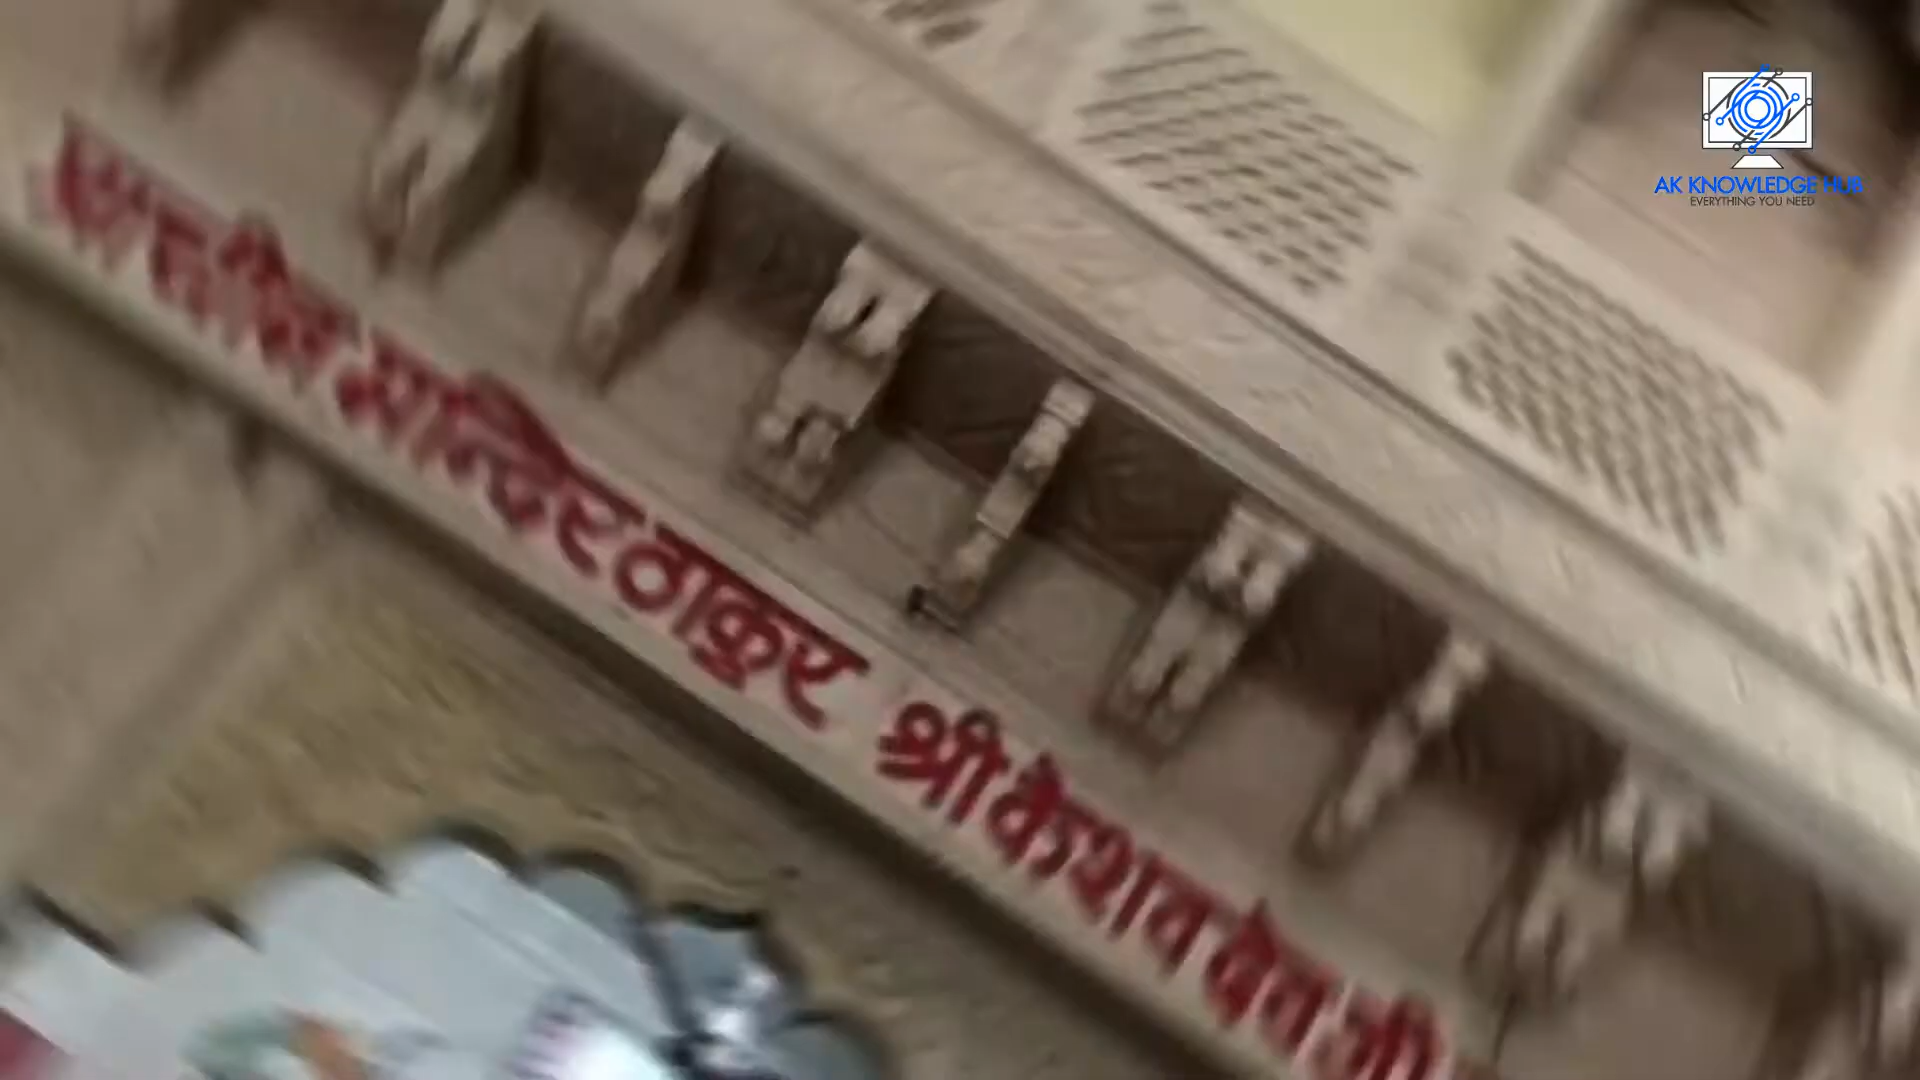 प्राचीन मन्दिर ठाकुर श्री केशव देव जी
AK KNOWLEDGE HUB
EVERYTHING YOU NEED